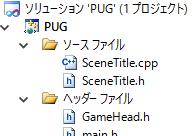 ソリューション 'PUG' (1 プロジェクト)
PUG
ソース ファイル
SceneTitle.cpp
SceneTitle.h
ヘッダー ファイル
GameHead.h
main.h